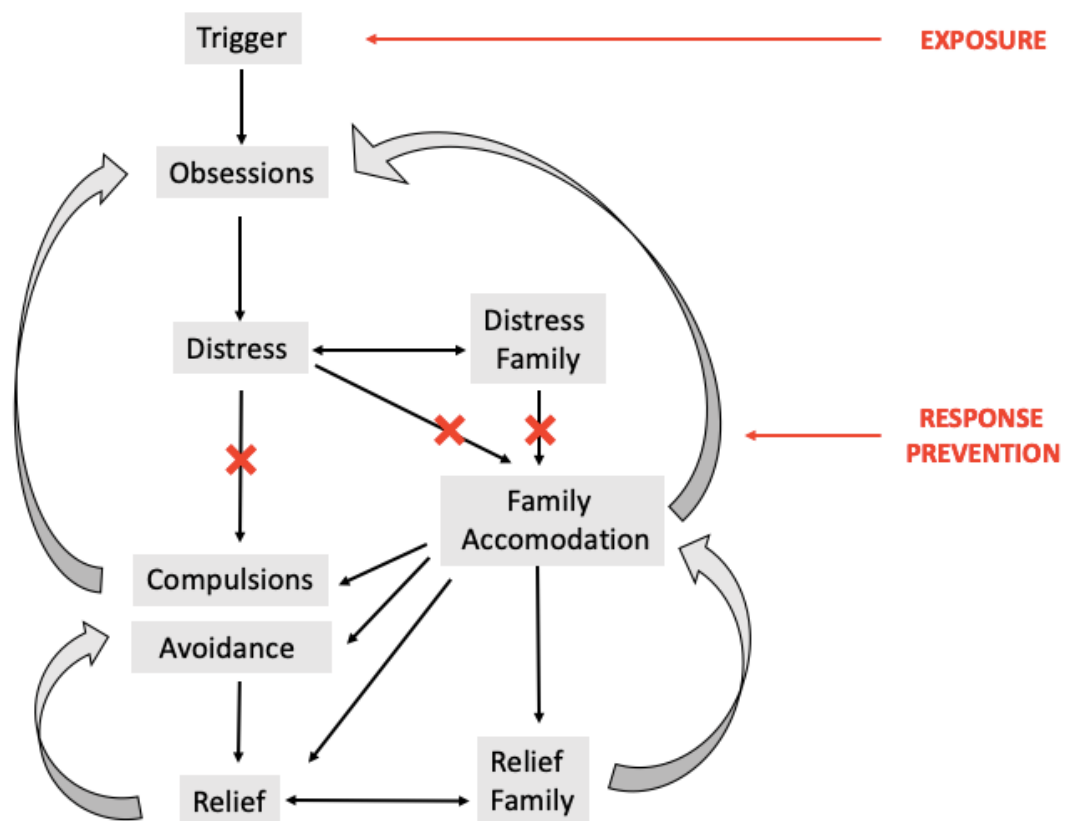 Trigger
EXPOSURE
Obsessions
Distress
Distress
Family
RESPONSE
PREVENTION
Family
Accomodation
Compulsions
Avoidance
Relief
Relief
Family